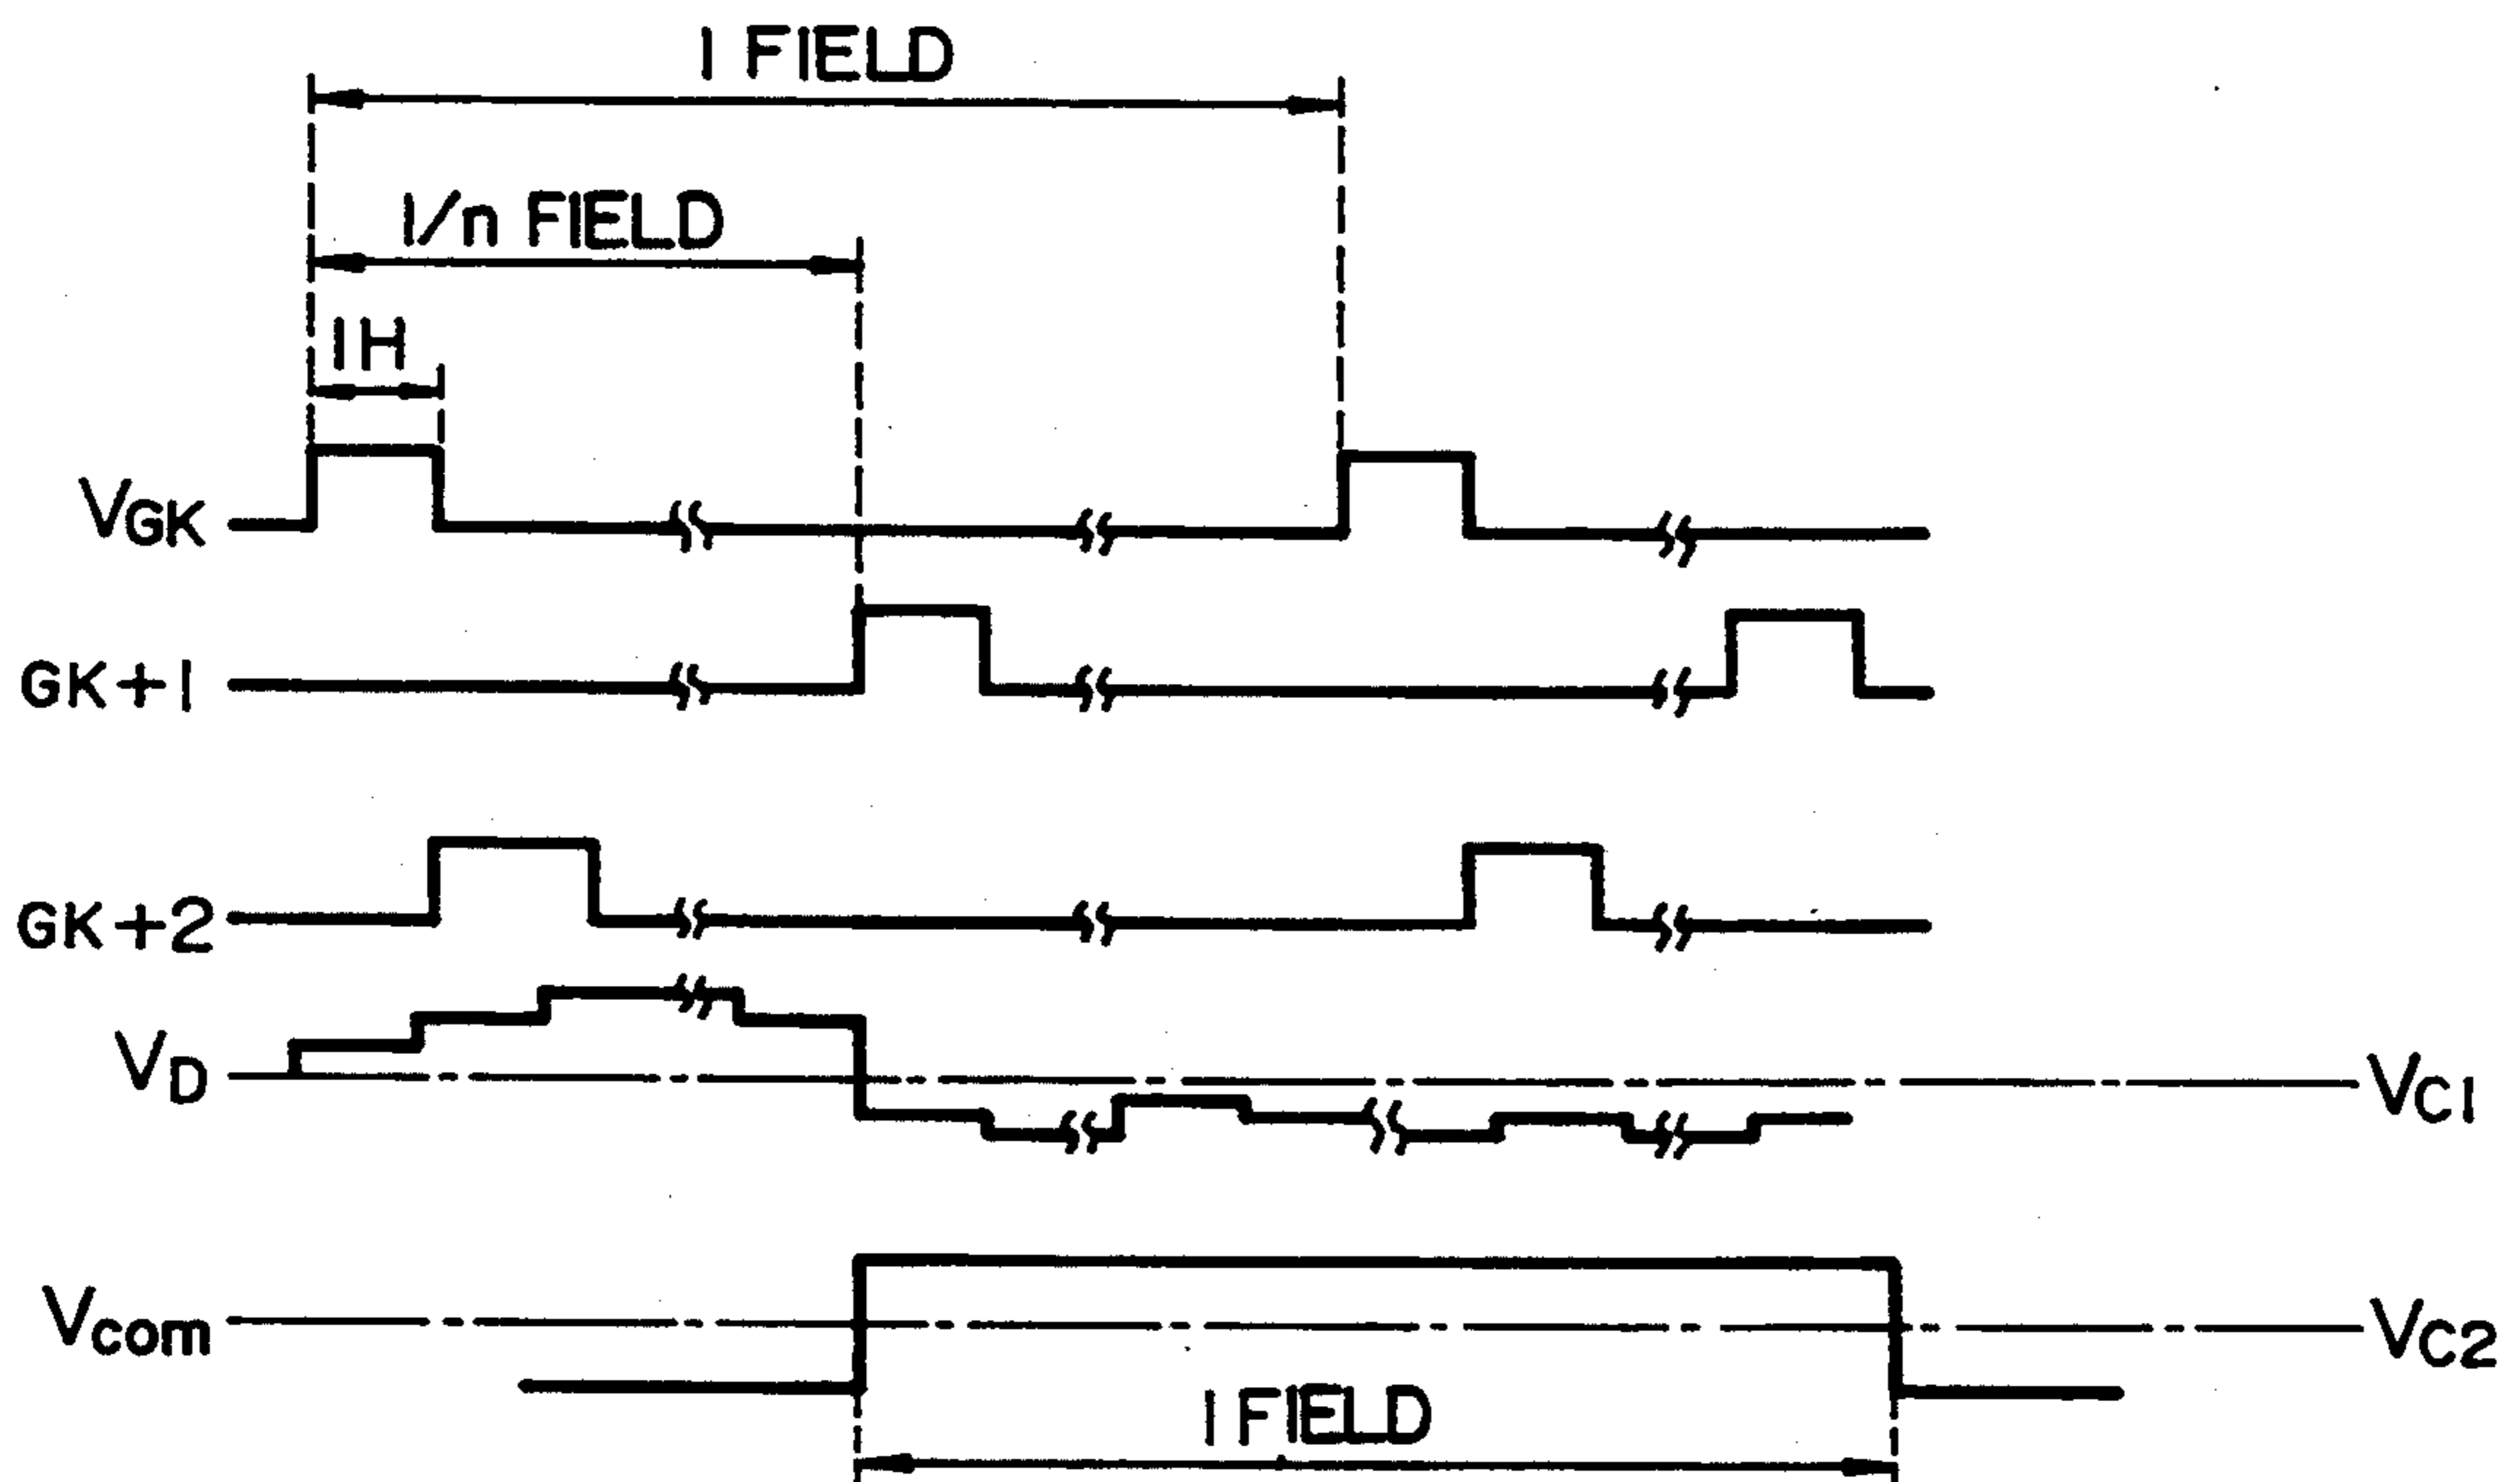 1 FIELD
1/n FIELD
1H
VGK
GK+1
GK+2
VD
VC1
Vcom
VC2
1 FIELD